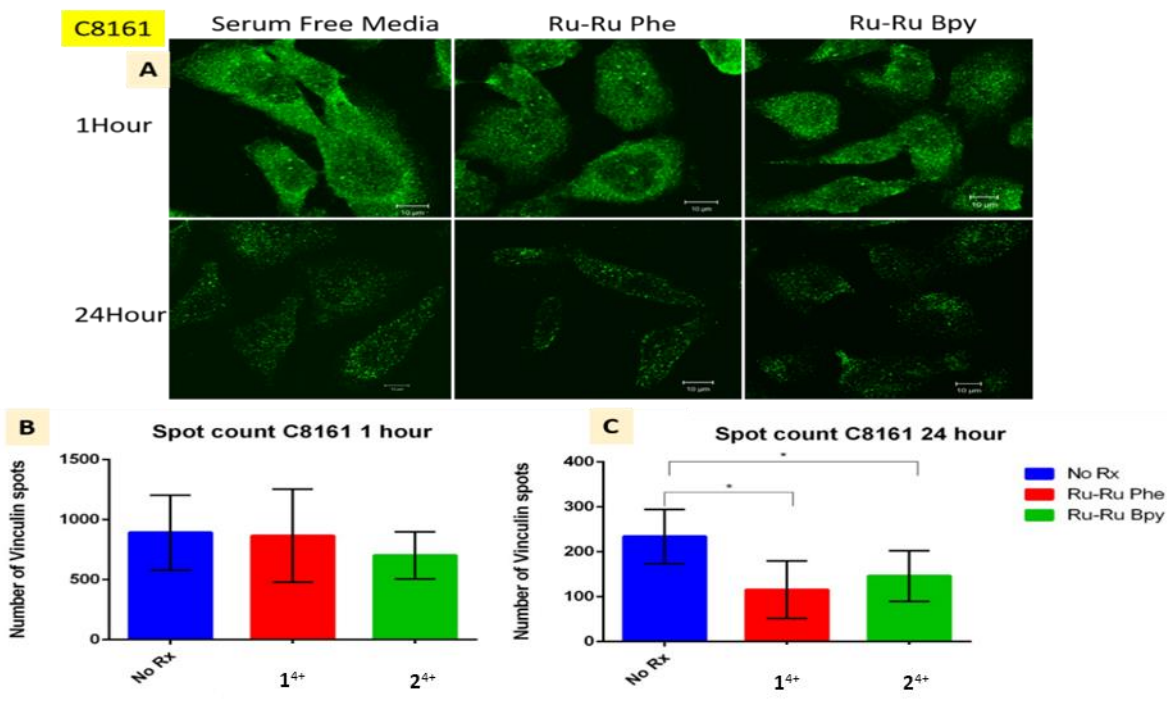 C8161
Serum Free Media
Ru-Ru Phe
Ru-Ru Bpy
A
1Hour
10 µm
10 µm
10 µm
24Hour
10 µm
10 µm
B
Spot count C8161 1 hour
Number of Vinculin spots
1500
1000
500
0
No Rx
1⁴⁺
2⁴⁺
C
Spot count C8161 24 hour
Number of Vinculin spots
400
300
200
100
0
*
*
No Rx
1⁴⁺
2⁴⁺
No Rx
Ru-Ru Phe
Ru-Ru Bpy